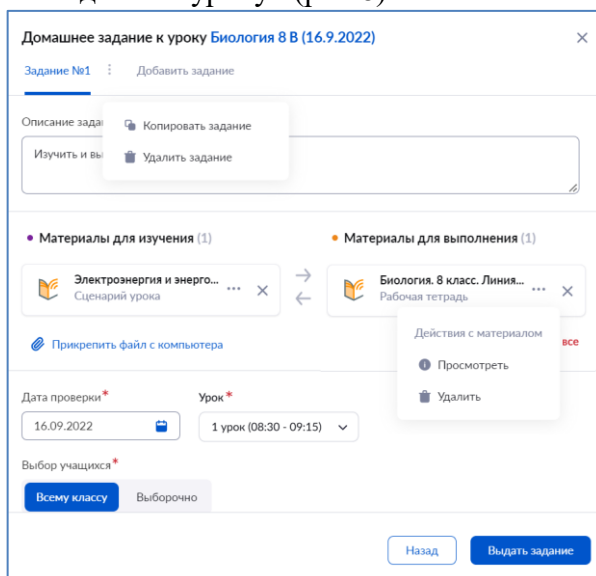 Домашнее задание к уроку Биология 8 В (16.9.2022)
Задание №1 Добавить задание
Описание зада
Копировать задание
Удалить задание
Изучить и вы
Материалы для изучения (1)
Электроэнергия и энерго...
Сценарий урока
Материалы для выполнения (1)
Биология. 8 класс. Линия...
Рабочая тетрадь
Прикрепить файл с компьютера
все
Действия с материалом
Просмотреть
Удалить
Дата проверки*
16.09.2022
Урок*
1 урок (08:30 - 09:15)
Выбор учащихся*
Всему классу Выборочно
Назад Выдать задание